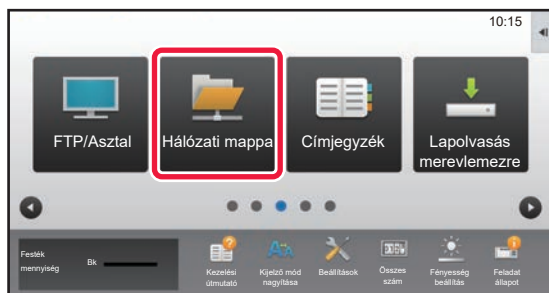 10:15
FTP/Asztal
Hálózati mappa
Címjegyzék
Lapolvasás
merevlemezre
Festék
mennyiség
Bk
Kezelési
útmutató
Kijelző mód
nagyítása
Beállítások
Összes
szám
Fényesség
beállítás
Feladat
állapot